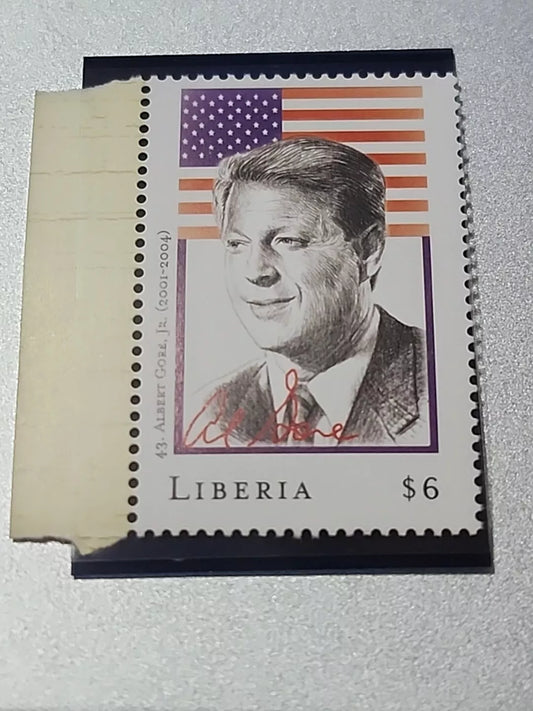 43. Albert Gore, Jr. (2001-2004)
Al Gore
LIBERIA
$6